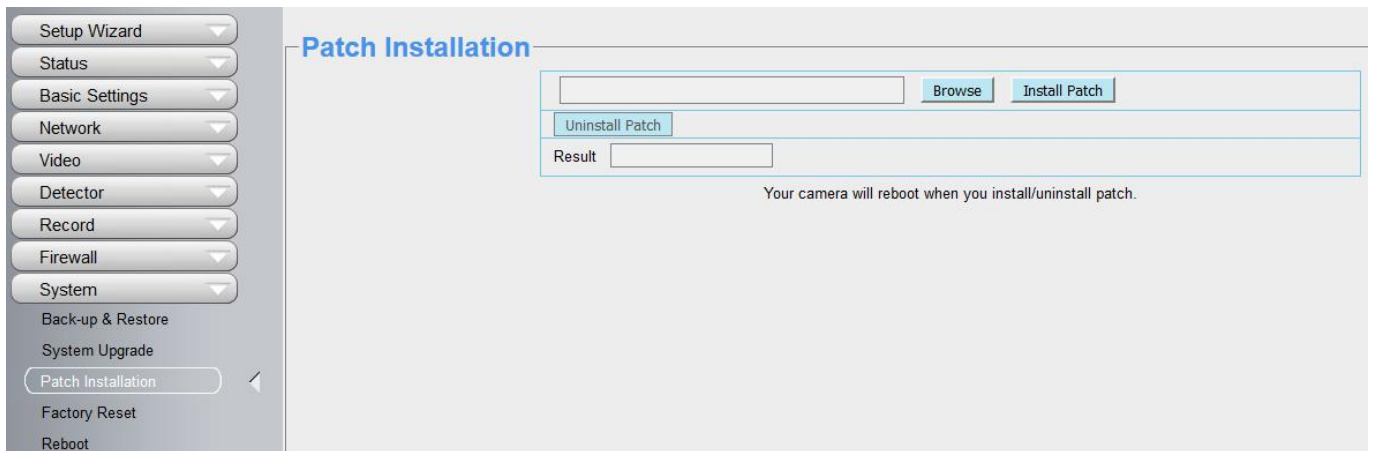 Setup Wizard
Status
Basic Settings
Network
Video
Detector
Record
Firewall
System
Back-up & Restore
System Upgrade
Patch Installation
Factory Reset
Reboot
Patch Installation
Browse
Install Patch
Uninstall Patch
Result
Your camera will reboot when you install/uninstall patch.